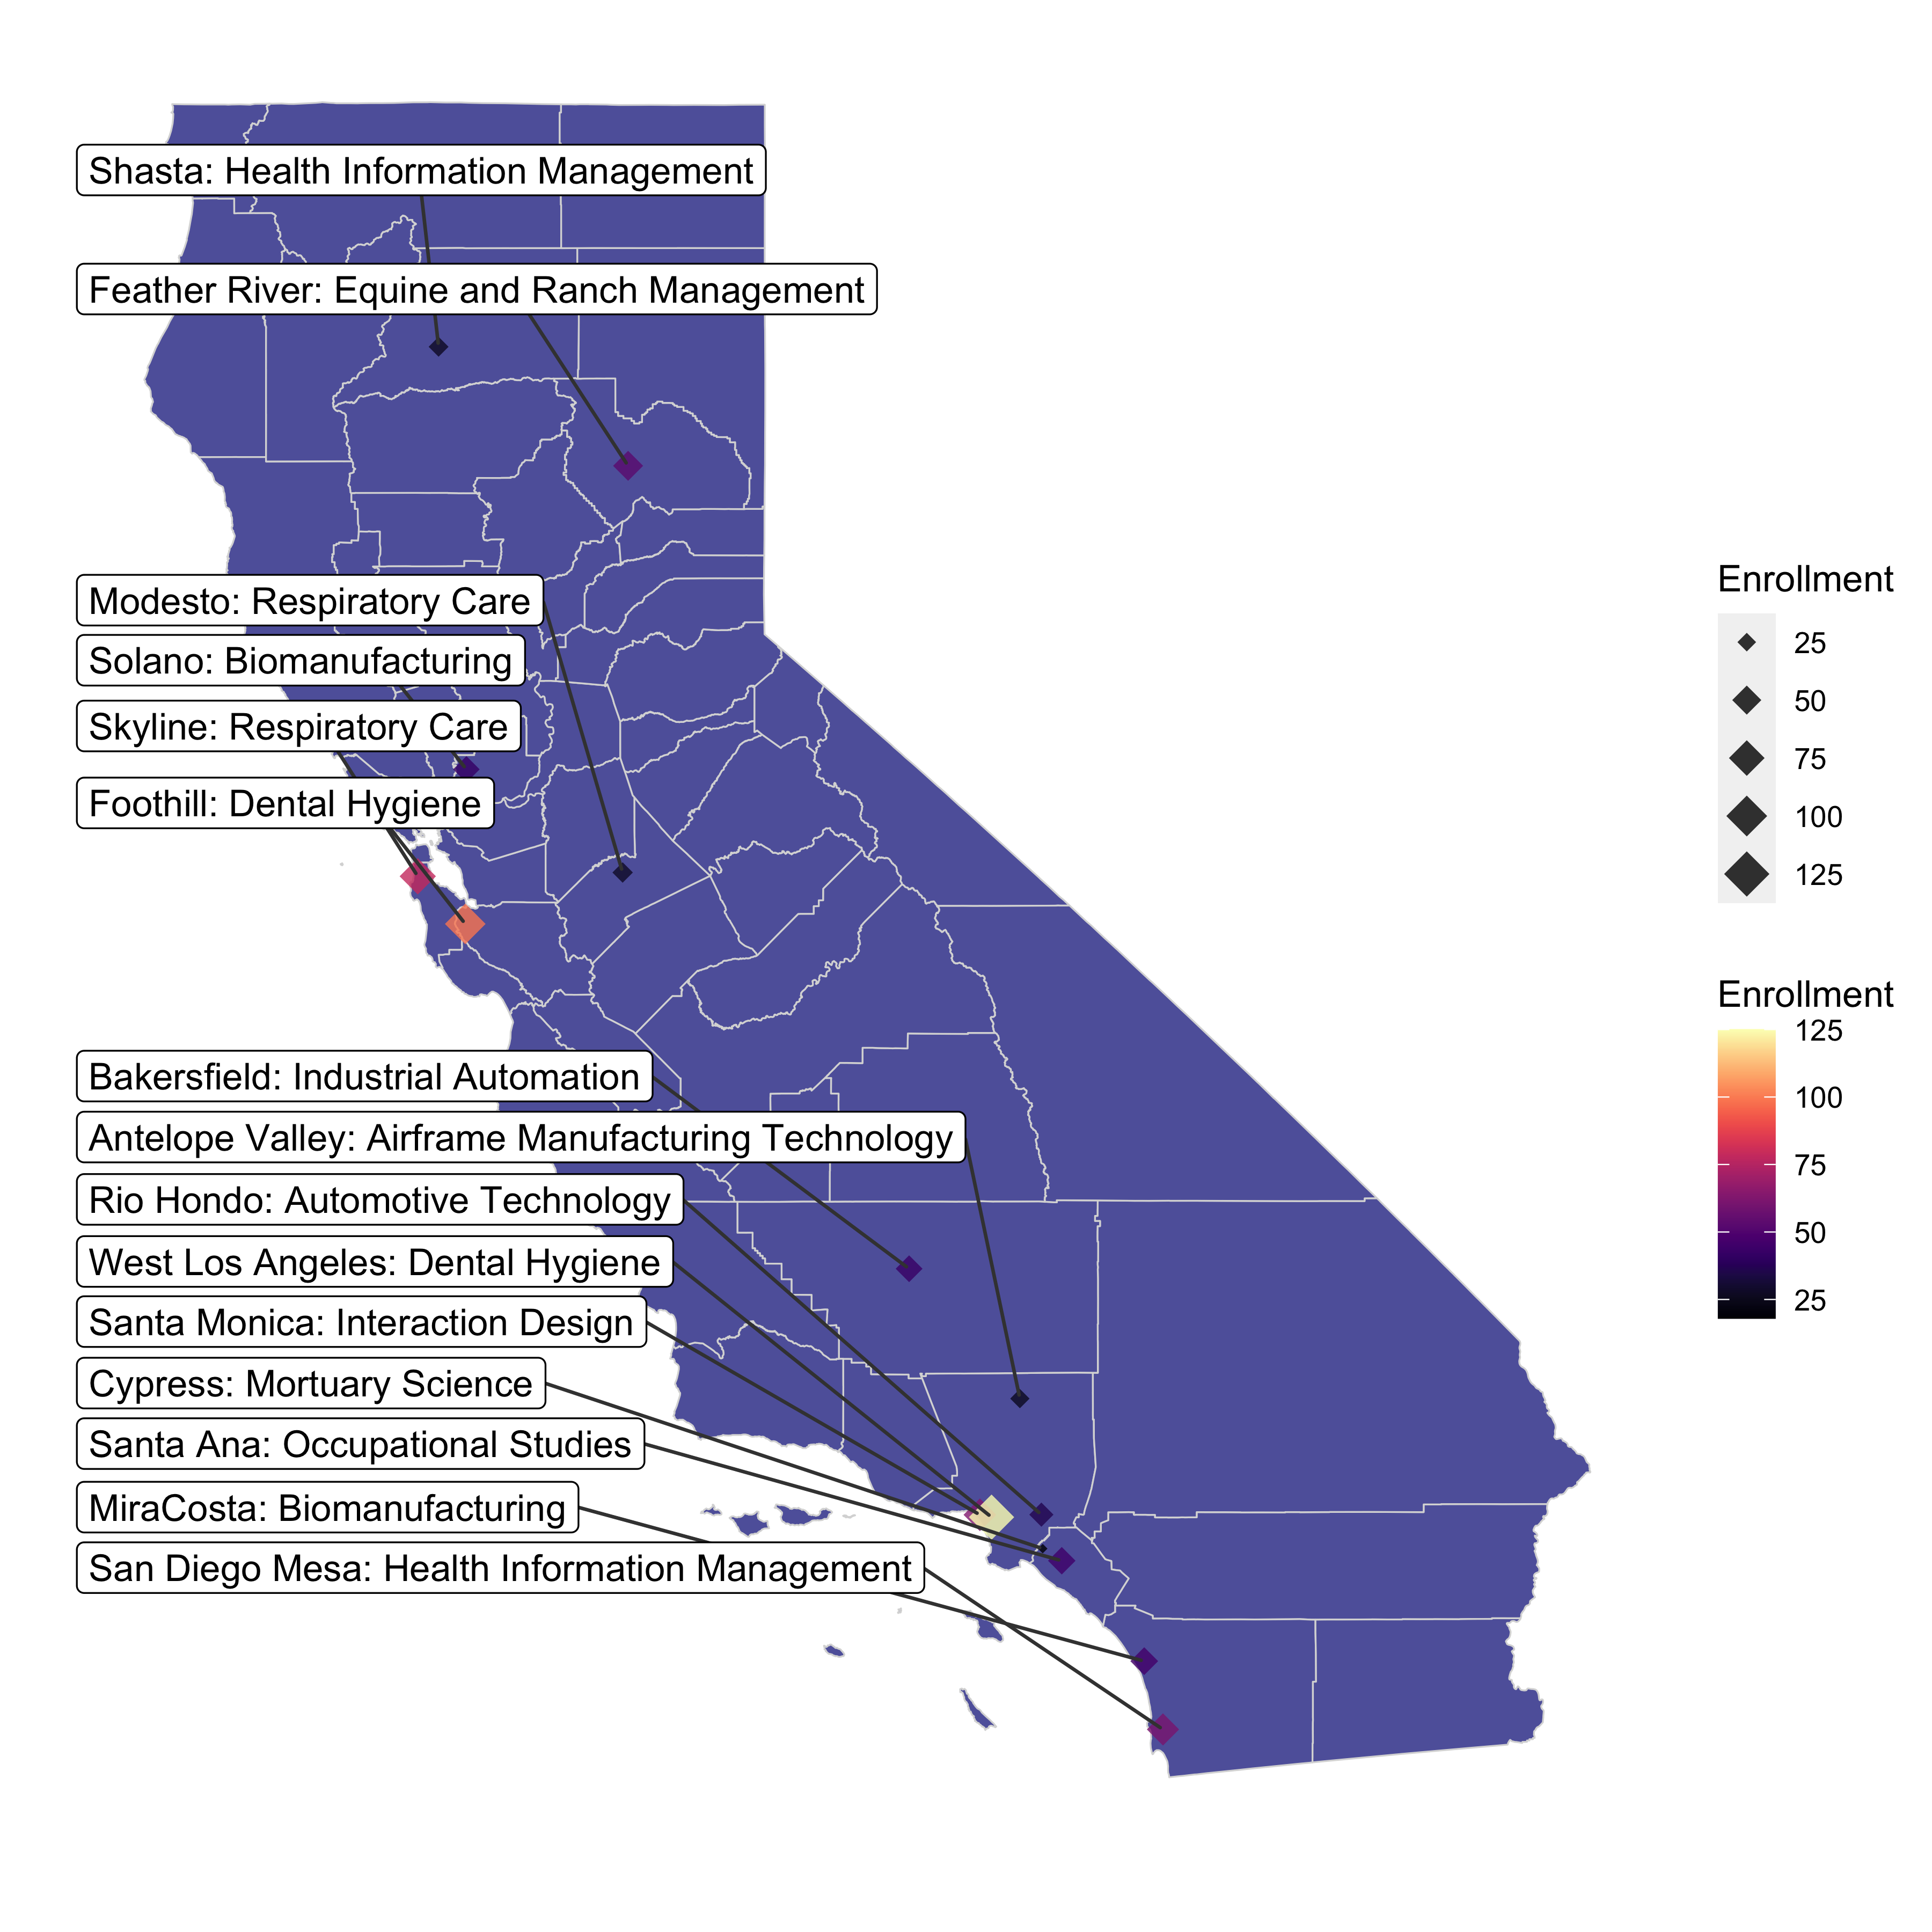 Shasta: Health Information Management
Feather River: Equine and Ranch Management
Modesto: Respiratory Care
Solano: Biomanufacturing
Skyline: Respiratory Care
Foothill: Dental Hygiene
Bakersfield: Industrial Automation
Antelope Valley: Airframe Manufacturing Technology
Rio Hondo: Automotive Technology
West Los Angeles: Dental Hygiene
Santa Monica: Interaction Design
Cypress: Mortuary Science
Santa Ana: Occupational Studies
MiraCosta: Biomanufacturing
San Diego Mesa: Health Information Management
Enrollment
25
50
75
100
125
Enrollment
125
100
75
50
25